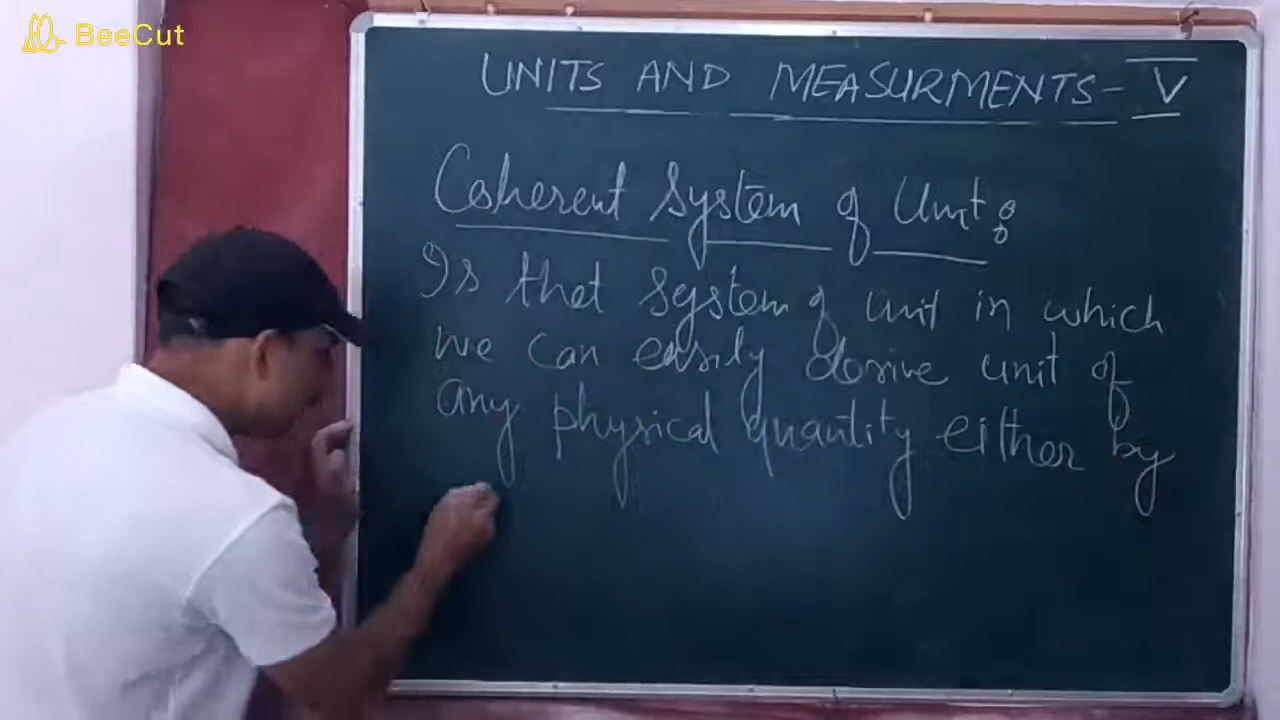 BeeCut
UNITS AND MEASURMENTS - V
Coherent System of Unit :
Is that system of unit in which
we can easily derive unit of
any physical quantity either by